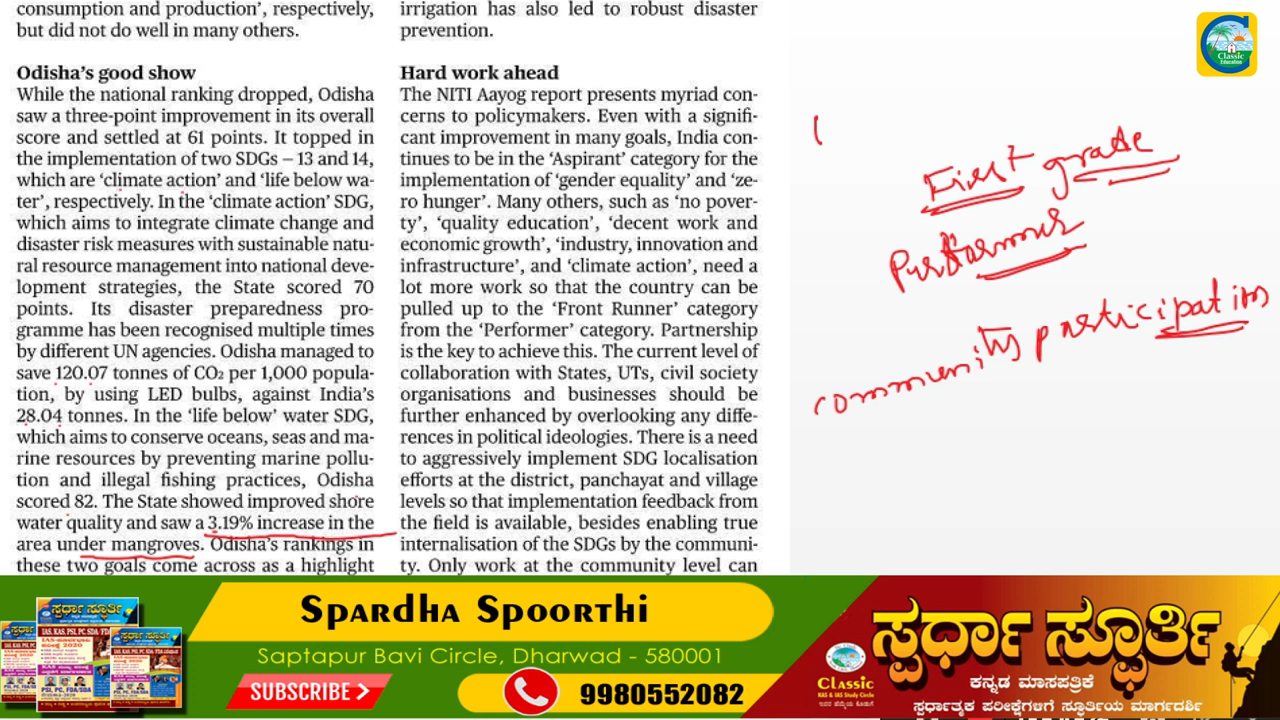 consumption and production’, respectively,
but did not do well in many others.
Odisha’s good show
While the national ranking dropped, Odisha
saw a three-point improvement in its overall
score and settled at 61 points. It topped in
the implementation of two SDGs – 13 and 14,
which are ‘climate action’ and ‘life below wa-
ter’, respectively. In the ‘climate action’ SDG,
which aims to integrate climate change and
disaster risk measures with sustainable natu-
ral resource management into national deve-
lopment strategies, the State scored 70
points. Its disaster preparedness pro-
gramme has been recognised multiple times
by different UN agencies. Odisha managed to
save 120.07 tonnes of CO₂ per 1,000 popula-
tion, by using LED bulbs, against India’s
28.04 tonnes. In the ‘life below’ water SDG,
which aims to conserve oceans, seas and ma-
rine resources by preventing marine pollu-
tion and illegal fishing practices, Odisha
scored 82. The State showed improved shore
water quality and saw a 3.19% increase in the
area under mangroves. Odisha’s rankings in
these two goals come across as a highlight
irrigation has also led to robust disaster
prevention.
Hard work ahead
The NITI Aayog report presents myriad con-
cerns to policymakers. Even with a signifi-
cant improvement in many goals, India con-
tinues to be in the ‘Aspirant’ category for the
implementation of ‘gender equality’ and ‘ze-
ro hunger’. Many others, such as ‘no pover-
ty’, ‘quality education’, ‘decent work and
economic growth’, ‘industry, innovation and
infrastructure’, and ‘climate action’, need a
lot more work so that the country can be
pulled up to the ‘Front Runner’ category
from the ‘Performer’ category. Partnership
is the key to achieve this. The current level of
collaboration with States, UTs, civil society
organisations and businesses should be
further enhanced by overlooking any diffe-
rences in political ideologies. There is a need
to aggressively implement SDG localisation
efforts at the district, panchayat and village
levels so that implementation feedback from
the field is available, besides enabling true
internalisation of the SDGs by the communi-
ty. Only work at the community level can
Classic
Education
First grade
community participation
Spardha Spoorthi
Saptapur Bavi Circle, Dharwad - 580001
SUBSCRIBE >
9980552082
ಸ್ಪರ್ಧಾ ಸ್ಫೂರ್ತಿ
ಕನ್ನಡ ಮಾಸಪತ್ರಿಕೆ
ಸ್ಪರ್ಧಾತ್ಮಕ ಪರೀಕ್ಷೆಗಳಿಗೆ ಸ್ಫೂರ್ತಿಯ ಮಾರ್ಗದರ್ಶಿ
Classic
KAS & IAS Study Circle
ಸ್ಪರ್ಧಾ ಸ್ಫೂರ್ತಿ